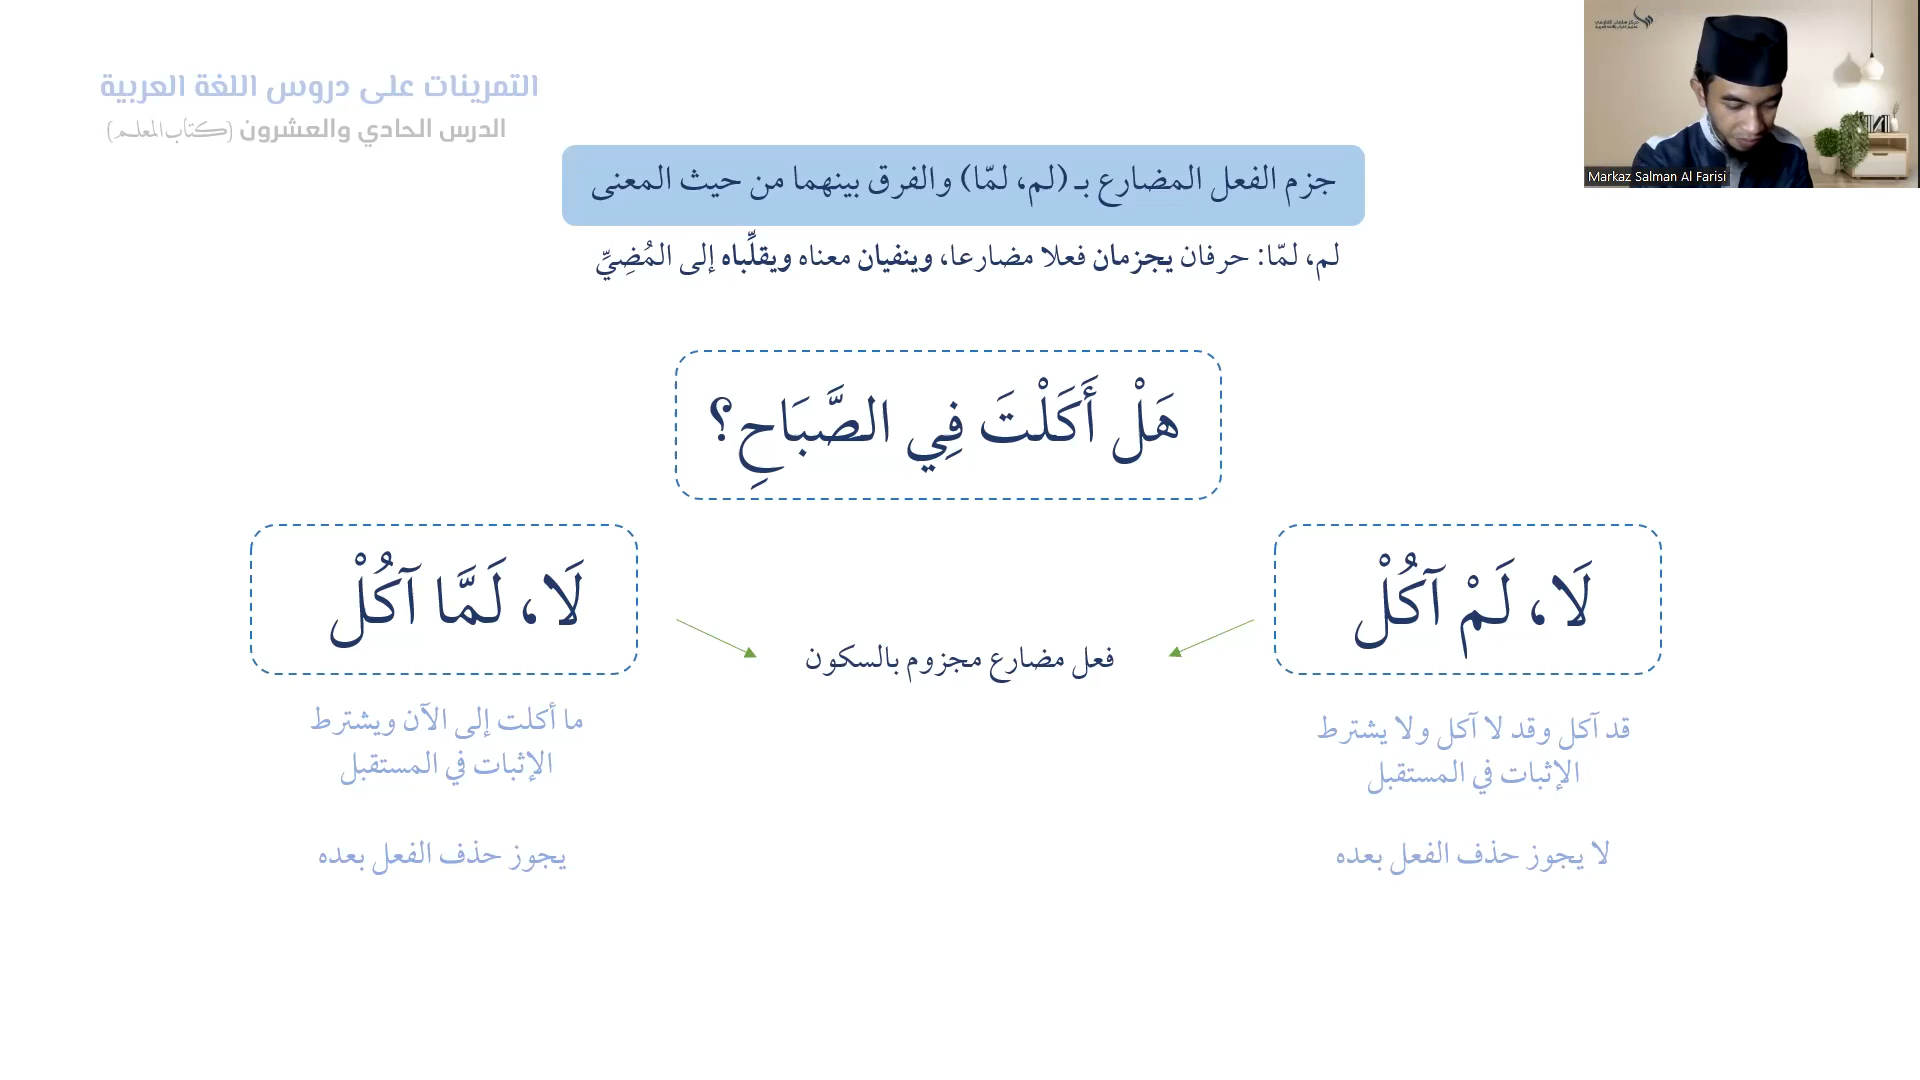 التمرينات على دروس اللغة العربية
الدرس الحادي والعشرون (كتاب المعلم)
جزم الفعل المضارع بـ (لم، لمّا) والفرق بينهما من حيث المعنى
لم، لمّا: حرفان يجزمان فعلا مضارعا، وينفيان معناه ويقلِّباه إلى المُضِيِّ
هَلْ أَكَلْتَ فِي الصَّبَاحِ؟
لَا، لَمْ آكُلْ
لَا، لَمَّا آكُلْ
فعل مضارع مجزوم بالسكون
قد آكل وقد لا آكل ولا يشترط
الإثبات في المستقبل
لا يجوز حذف الفعل بعده
ما أكلت إلى الآن ويشترط
الإثبات في المستقبل
يجوز حذف الفعل بعده
مركز سلمان الفارسي
Markaz Salman Al Farisi